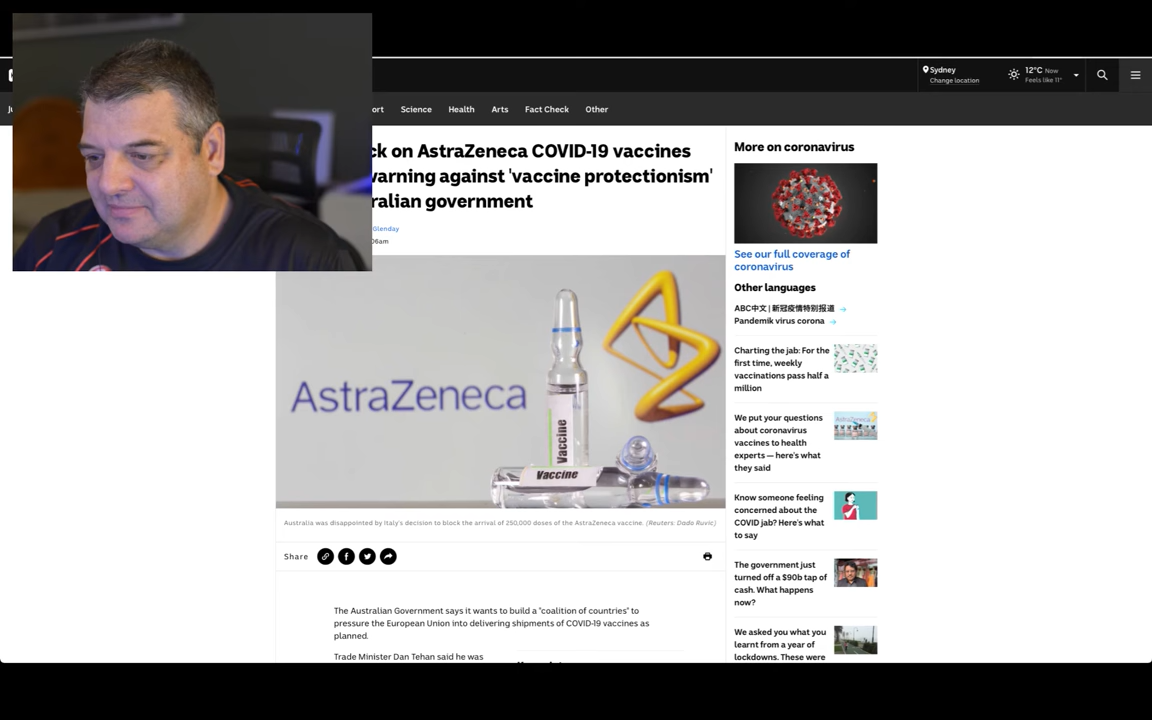 Sydney
Change location
12°C Now
Feels like 11°
ort
Science
Health
Arts
Fact Check
Other
ck on AstraZeneca COVID-19 vaccines
warning against 'vaccine protectionism'
ralian government
Glenday
06am
AstraZeneca
Vaccine
Vaccine
Australia was disappointed by Italy's decision to block the arrival of 250,000 doses of the AstraZeneca vaccine. (Reuters: Dado Ruvic)
Share
The Australian Government says it wants to build a "coalition of countries" to
pressure the European Union into delivering shipments of COVID-19 vaccines as
planned.
Trade Minister Dan Tehan said he was
More on coronavirus
See our full coverage of
coronavirus
Other languages
ABC中文 | 新冠疫情特别报道
Pandemik virus corona
Charting the jab: For the
first time, weekly
vaccinations pass half a
million
We put your questions
about coronavirus
vaccines to health
experts — here's what
they said
AstraZeneca
Know someone feeling
concerned about the
COVID jab? Here's what
to say
The government just
turned off a $90b tap of
cash. What happens
now?
We asked you what you
learnt from a year of
lockdowns. These were